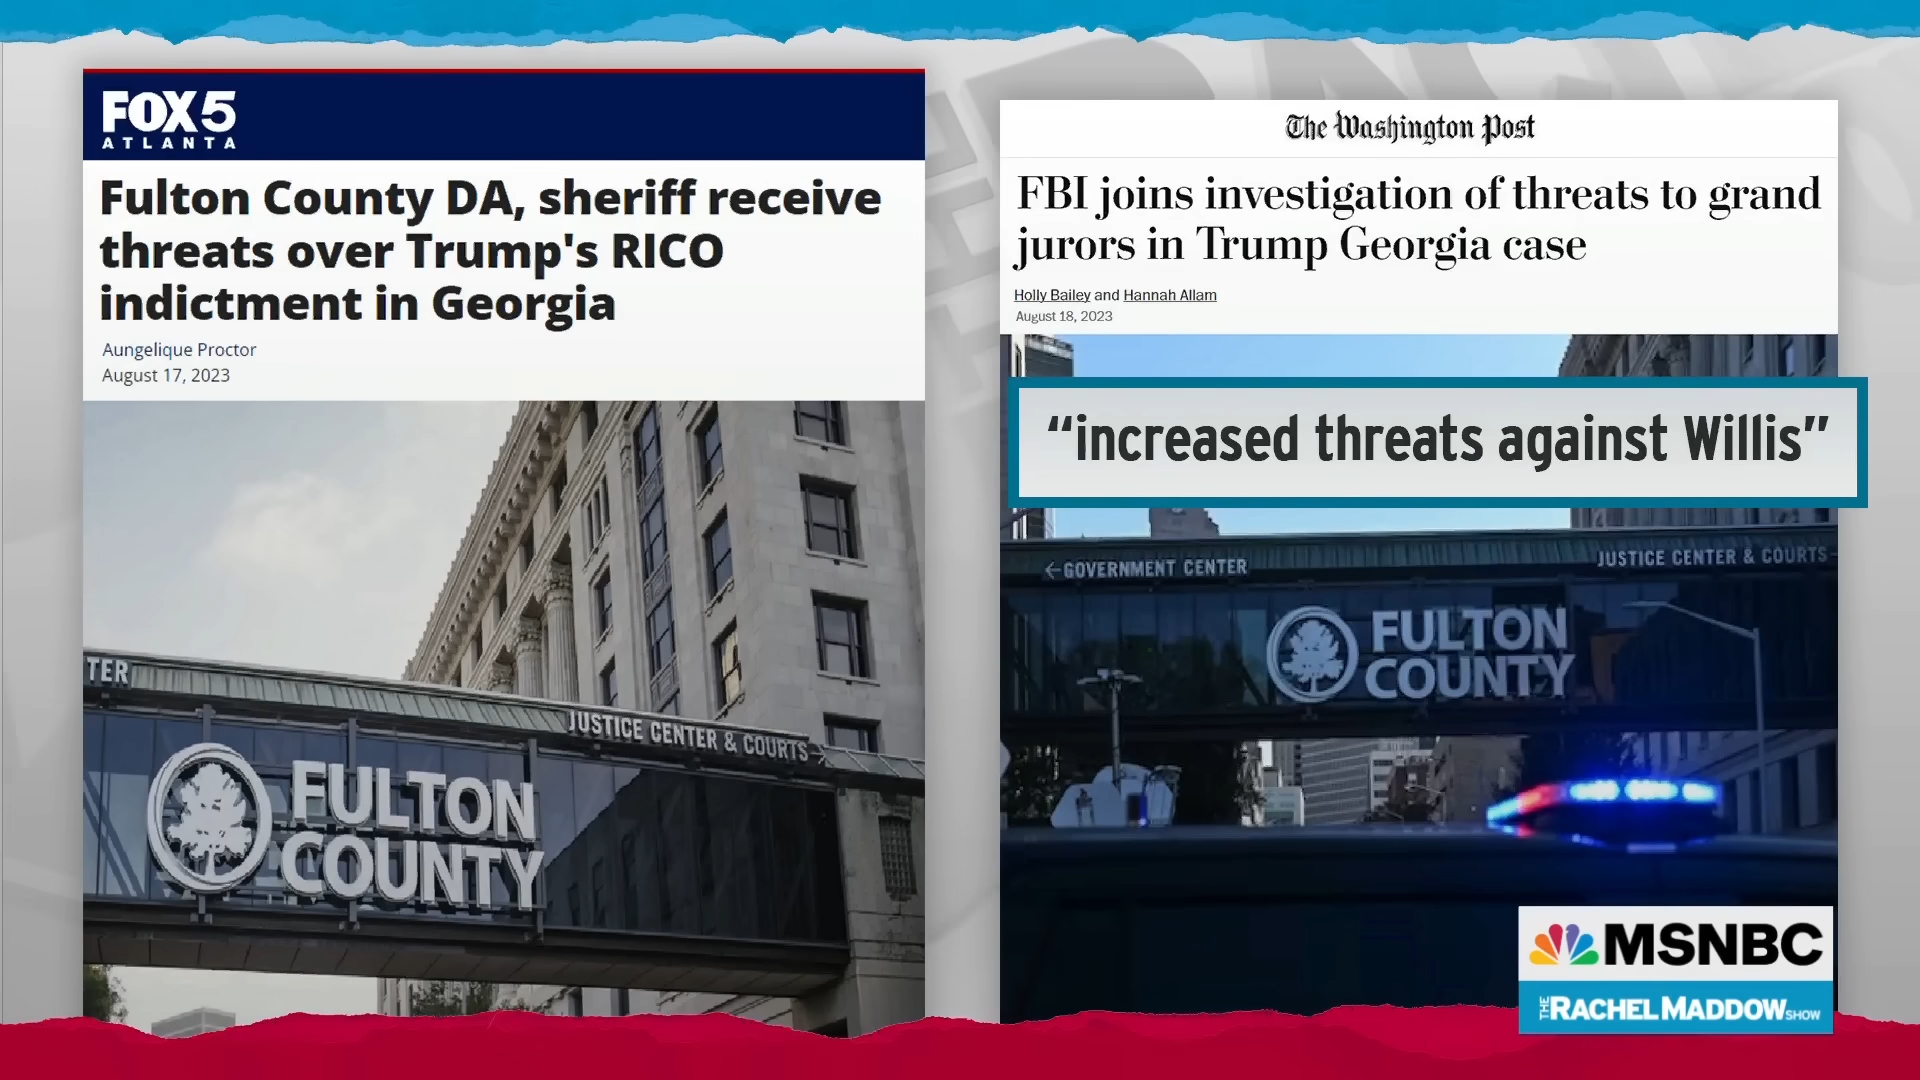 FOX 5
ATLANTA
Fulton County DA, sheriff receive
threats over Trump's RICO
indictment in Georgia
Aungelique Proctor
August 17, 2023
TER
JUSTICE CENTER & COURTS→
FULTON
COUNTY
The Washington Post
FBI joins investigation of threats to grand
jurors in Trump Georgia case
Holly Bailey and Hannah Allam
August 18, 2023
“increased threats against Willis”
←GOVERNMENT CENTER
JUSTICE CENTER & COURTS
FULTON
COUNTY
MSNBC
THE RACHEL MADDOW SHOW